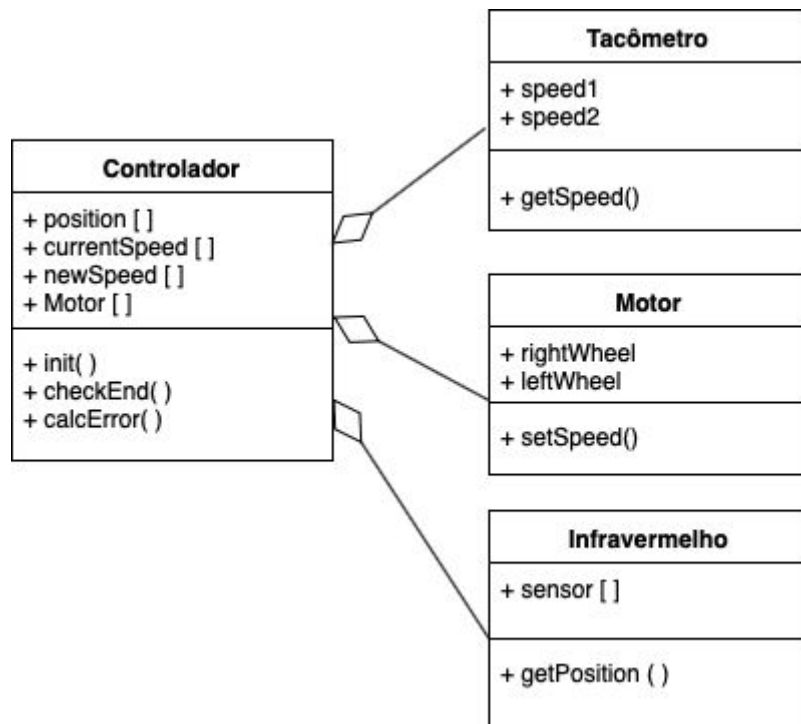 Controlador
+ position [ ]
+ currentSpeed [ ]
+ newSpeed [ ]
+ Motor [ ]
+ init( )
+ checkEnd( )
+ calcError( )
Tacômetro
+ speed1
+ speed2
+ getSpeed()
Motor
+ rightWheel
+ leftWheel
+ setSpeed()
Infravermelho
+ sensor [ ]
+ getPosition ( )